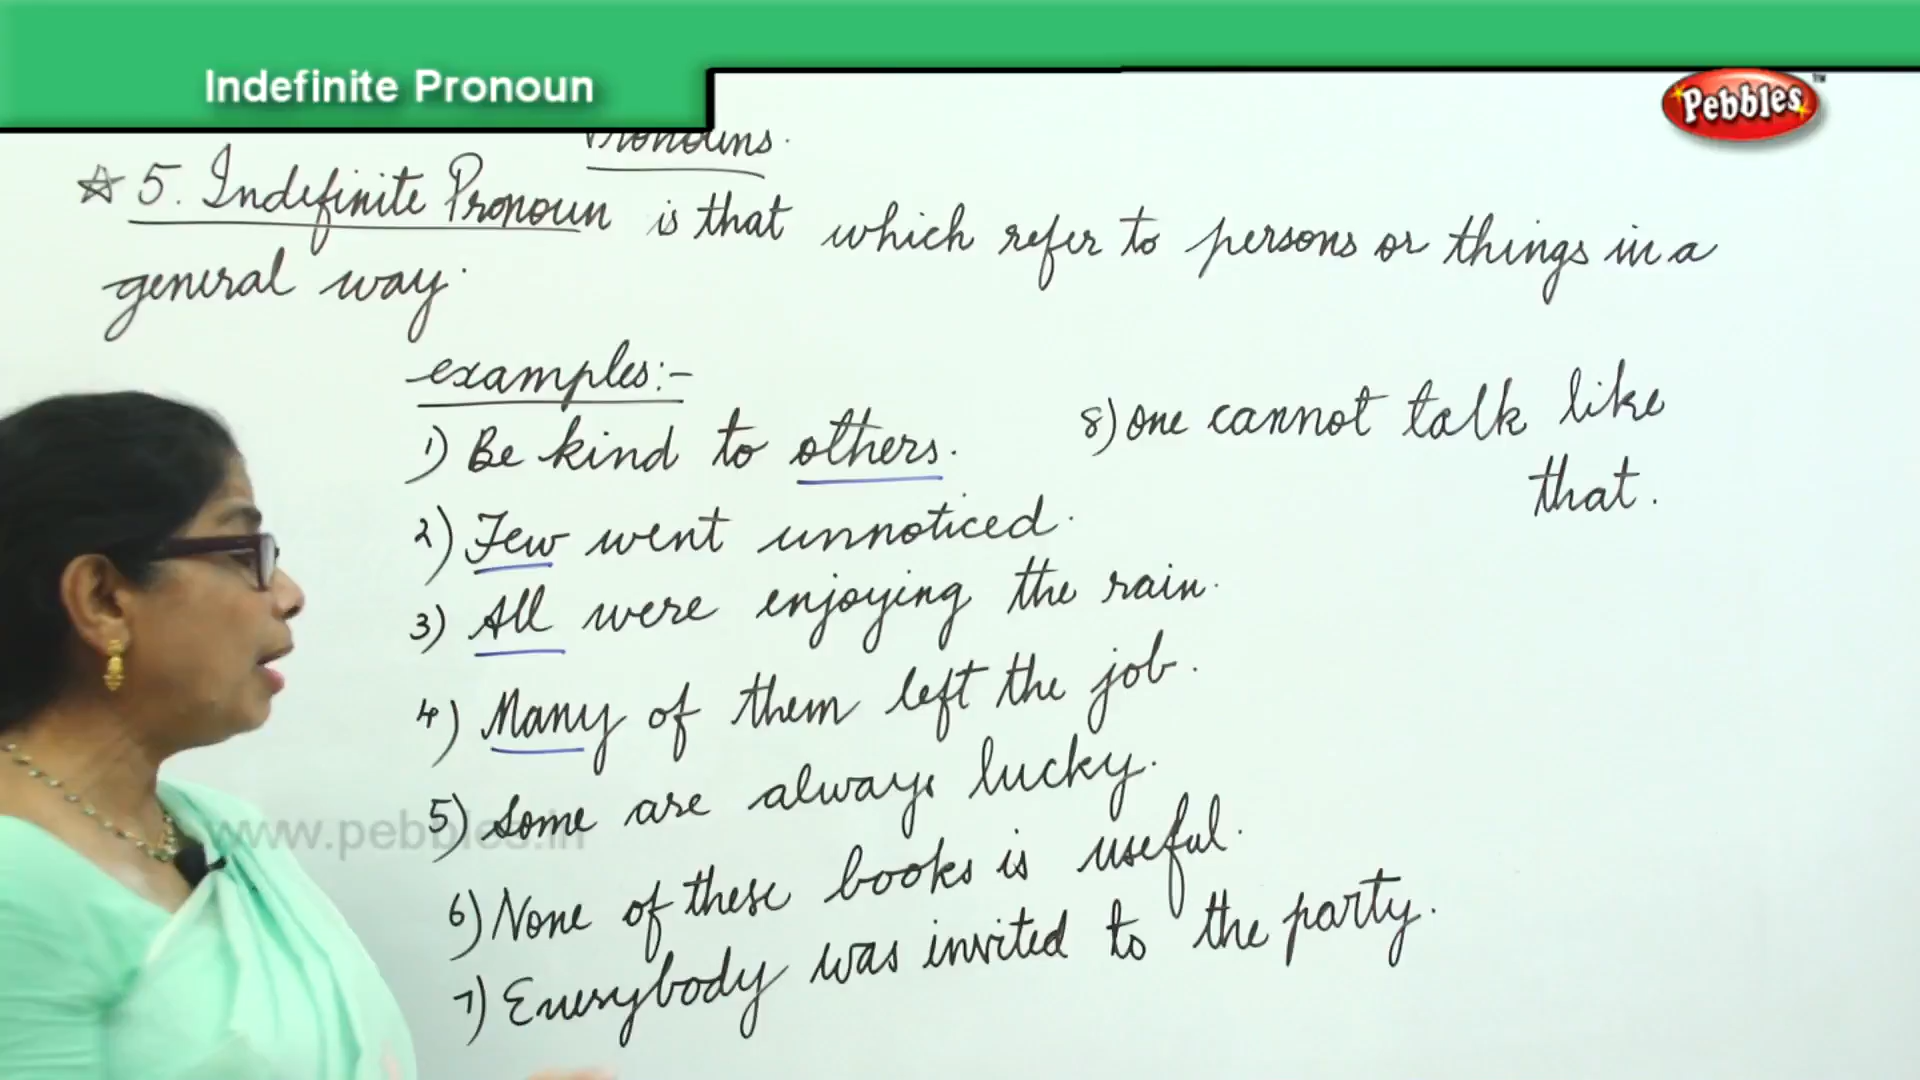 Indefinite Pronoun
Pebbles™
Pronouns.
☆ 5. Indefinite Pronoun is that which refer to persons or things in a
general way.
examples:-
1) Be kind to others.
8) one cannot talk like
that.
2) Few went unnoticed.
3) All were enjoying the rain.
4) Many of them left the job.
5) some are always lucky.
www.pebbles.in
6) None of these books is useful.
7) Everybody was invited to the party.